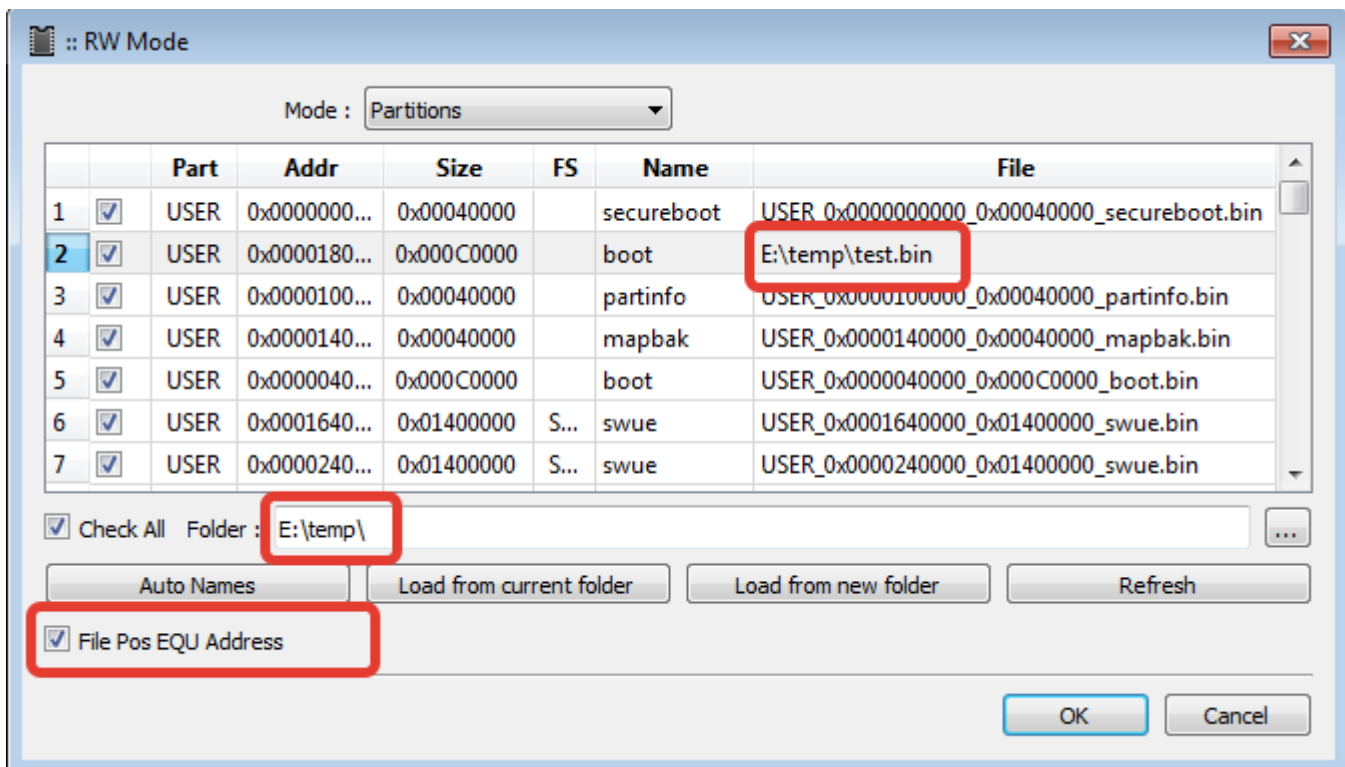 :: RW Mode
Mode : Partitions
Part Addr Size FS Name File
1 USER 0x0000000... 0x00040000 secureboot USER_0x0000000000_0x00040000_secureboot.bin
2 USER 0x0000180... 0x000C0000 boot E:\temp\test.bin
3 USER 0x0000100... 0x00040000 partinfo USER_0x0000100000_0x00040000_partinfo.bin
4 USER 0x0000140... 0x00040000 mapbak USER_0x0000140000_0x00040000_mapbak.bin
5 USER 0x0000040... 0x000C0000 boot USER_0x0000040000_0x000C0000_boot.bin
6 USER 0x0001640... 0x01400000 S... swue USER_0x0001640000_0x01400000_swue.bin
7 USER 0x0000240... 0x01400000 S... swue USER_0x0000240000_0x01400000_swue.bin
Check All Folder : E:\temp\ ...
Auto Names Load from current folder Load from new folder Refresh
File Pos EQU Address
OK Cancel